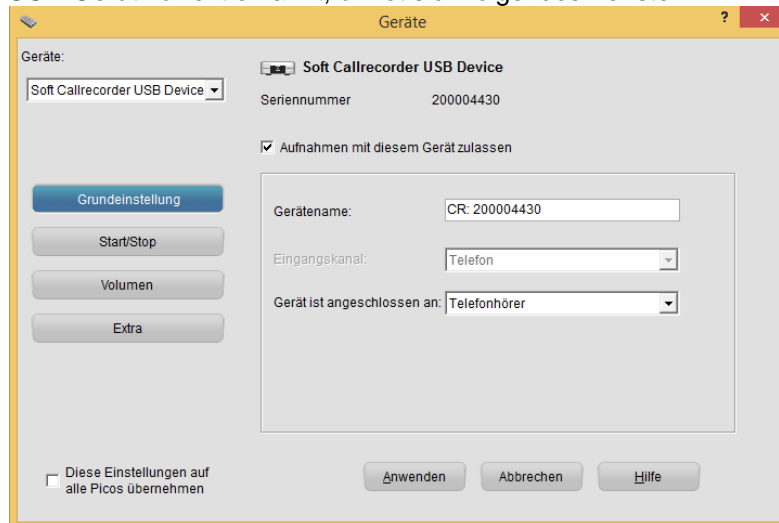 Geräte
?
×
Geräte:
Soft Callrecorder USB Device
Soft Callrecorder USB Device
Seriennummer 200004430
Aufnahmen mit diesem Gerät zulassen
Grundeinstellung
Start/Stop
Volumen
Extra
Gerätename: CR: 200004430
Eingangskanal: Telefon
Gerät ist angeschlossen an: Telefonhörer
Diese Einstellungen auf
alle Picos übernehmen
Anwenden
Abbrechen
Hilfe